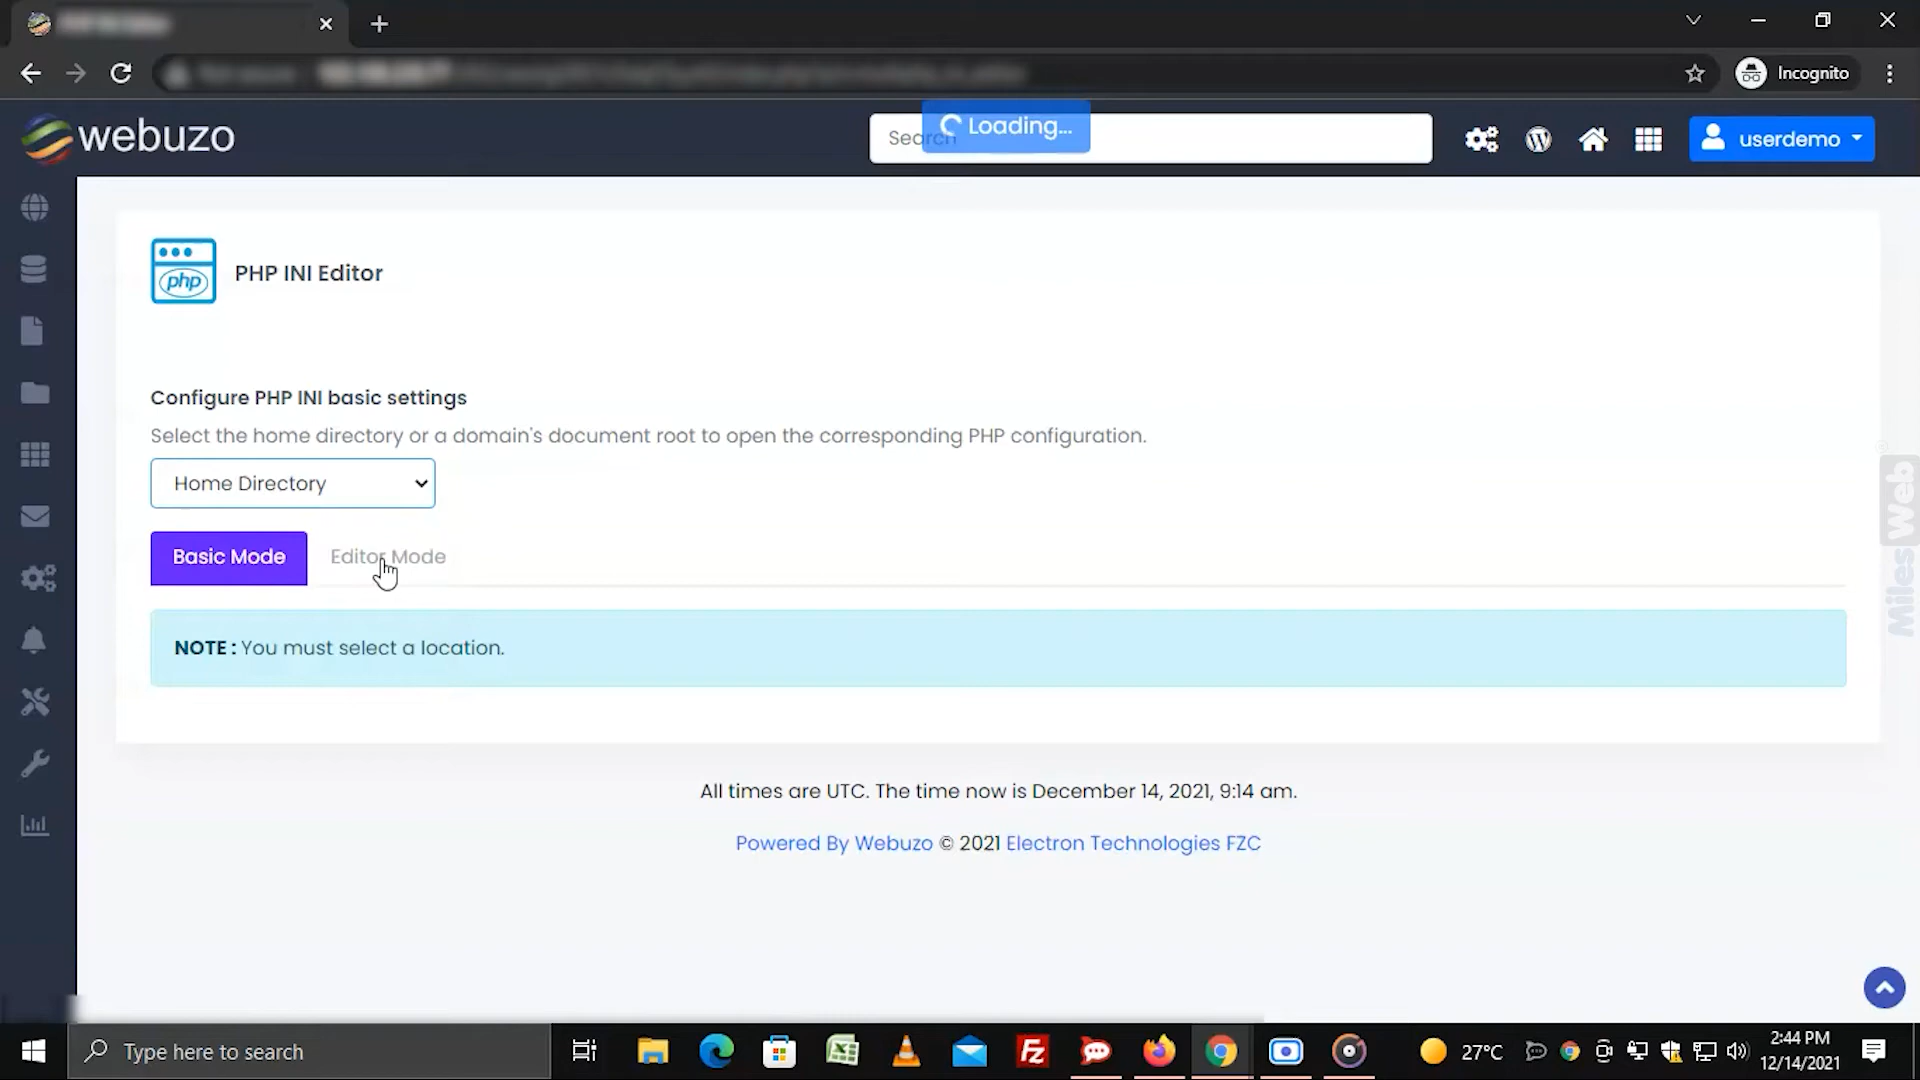 Incognito
webuzo
Search
Loading...
userdemo
php
PHP INI Editor
Configure PHP INI basic settings
Select the home directory or a domain's document root to open the corresponding PHP configuration.
Home Directory
Basic Mode
Editor Mode
NOTE : You must select a location.
MilesWeb
All times are UTC. The time now is December 14, 2021, 9:14 am.
Powered By Webuzo © 2021 Electron Technologies FZC
Type here to search
27°C
2:44 PM
12/14/2021